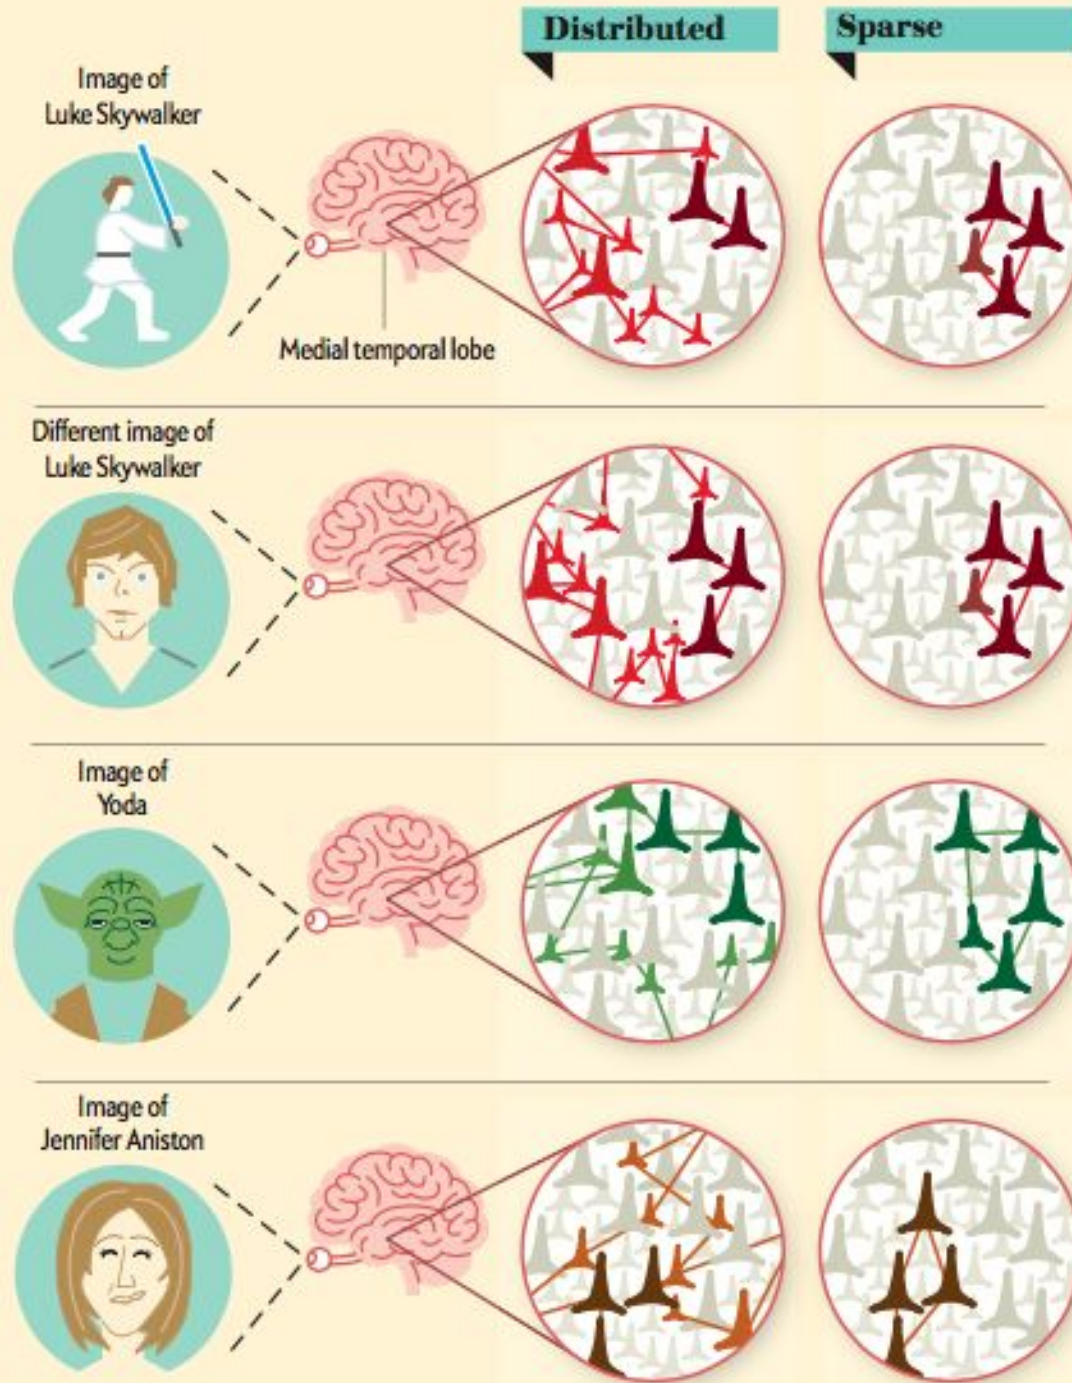 Distributed
Sparse
Image of
Luke Skywalker
Medial temporal lobe
Different image of
Luke Skywalker
Image of
Yoda
Image of
Jennifer Aniston